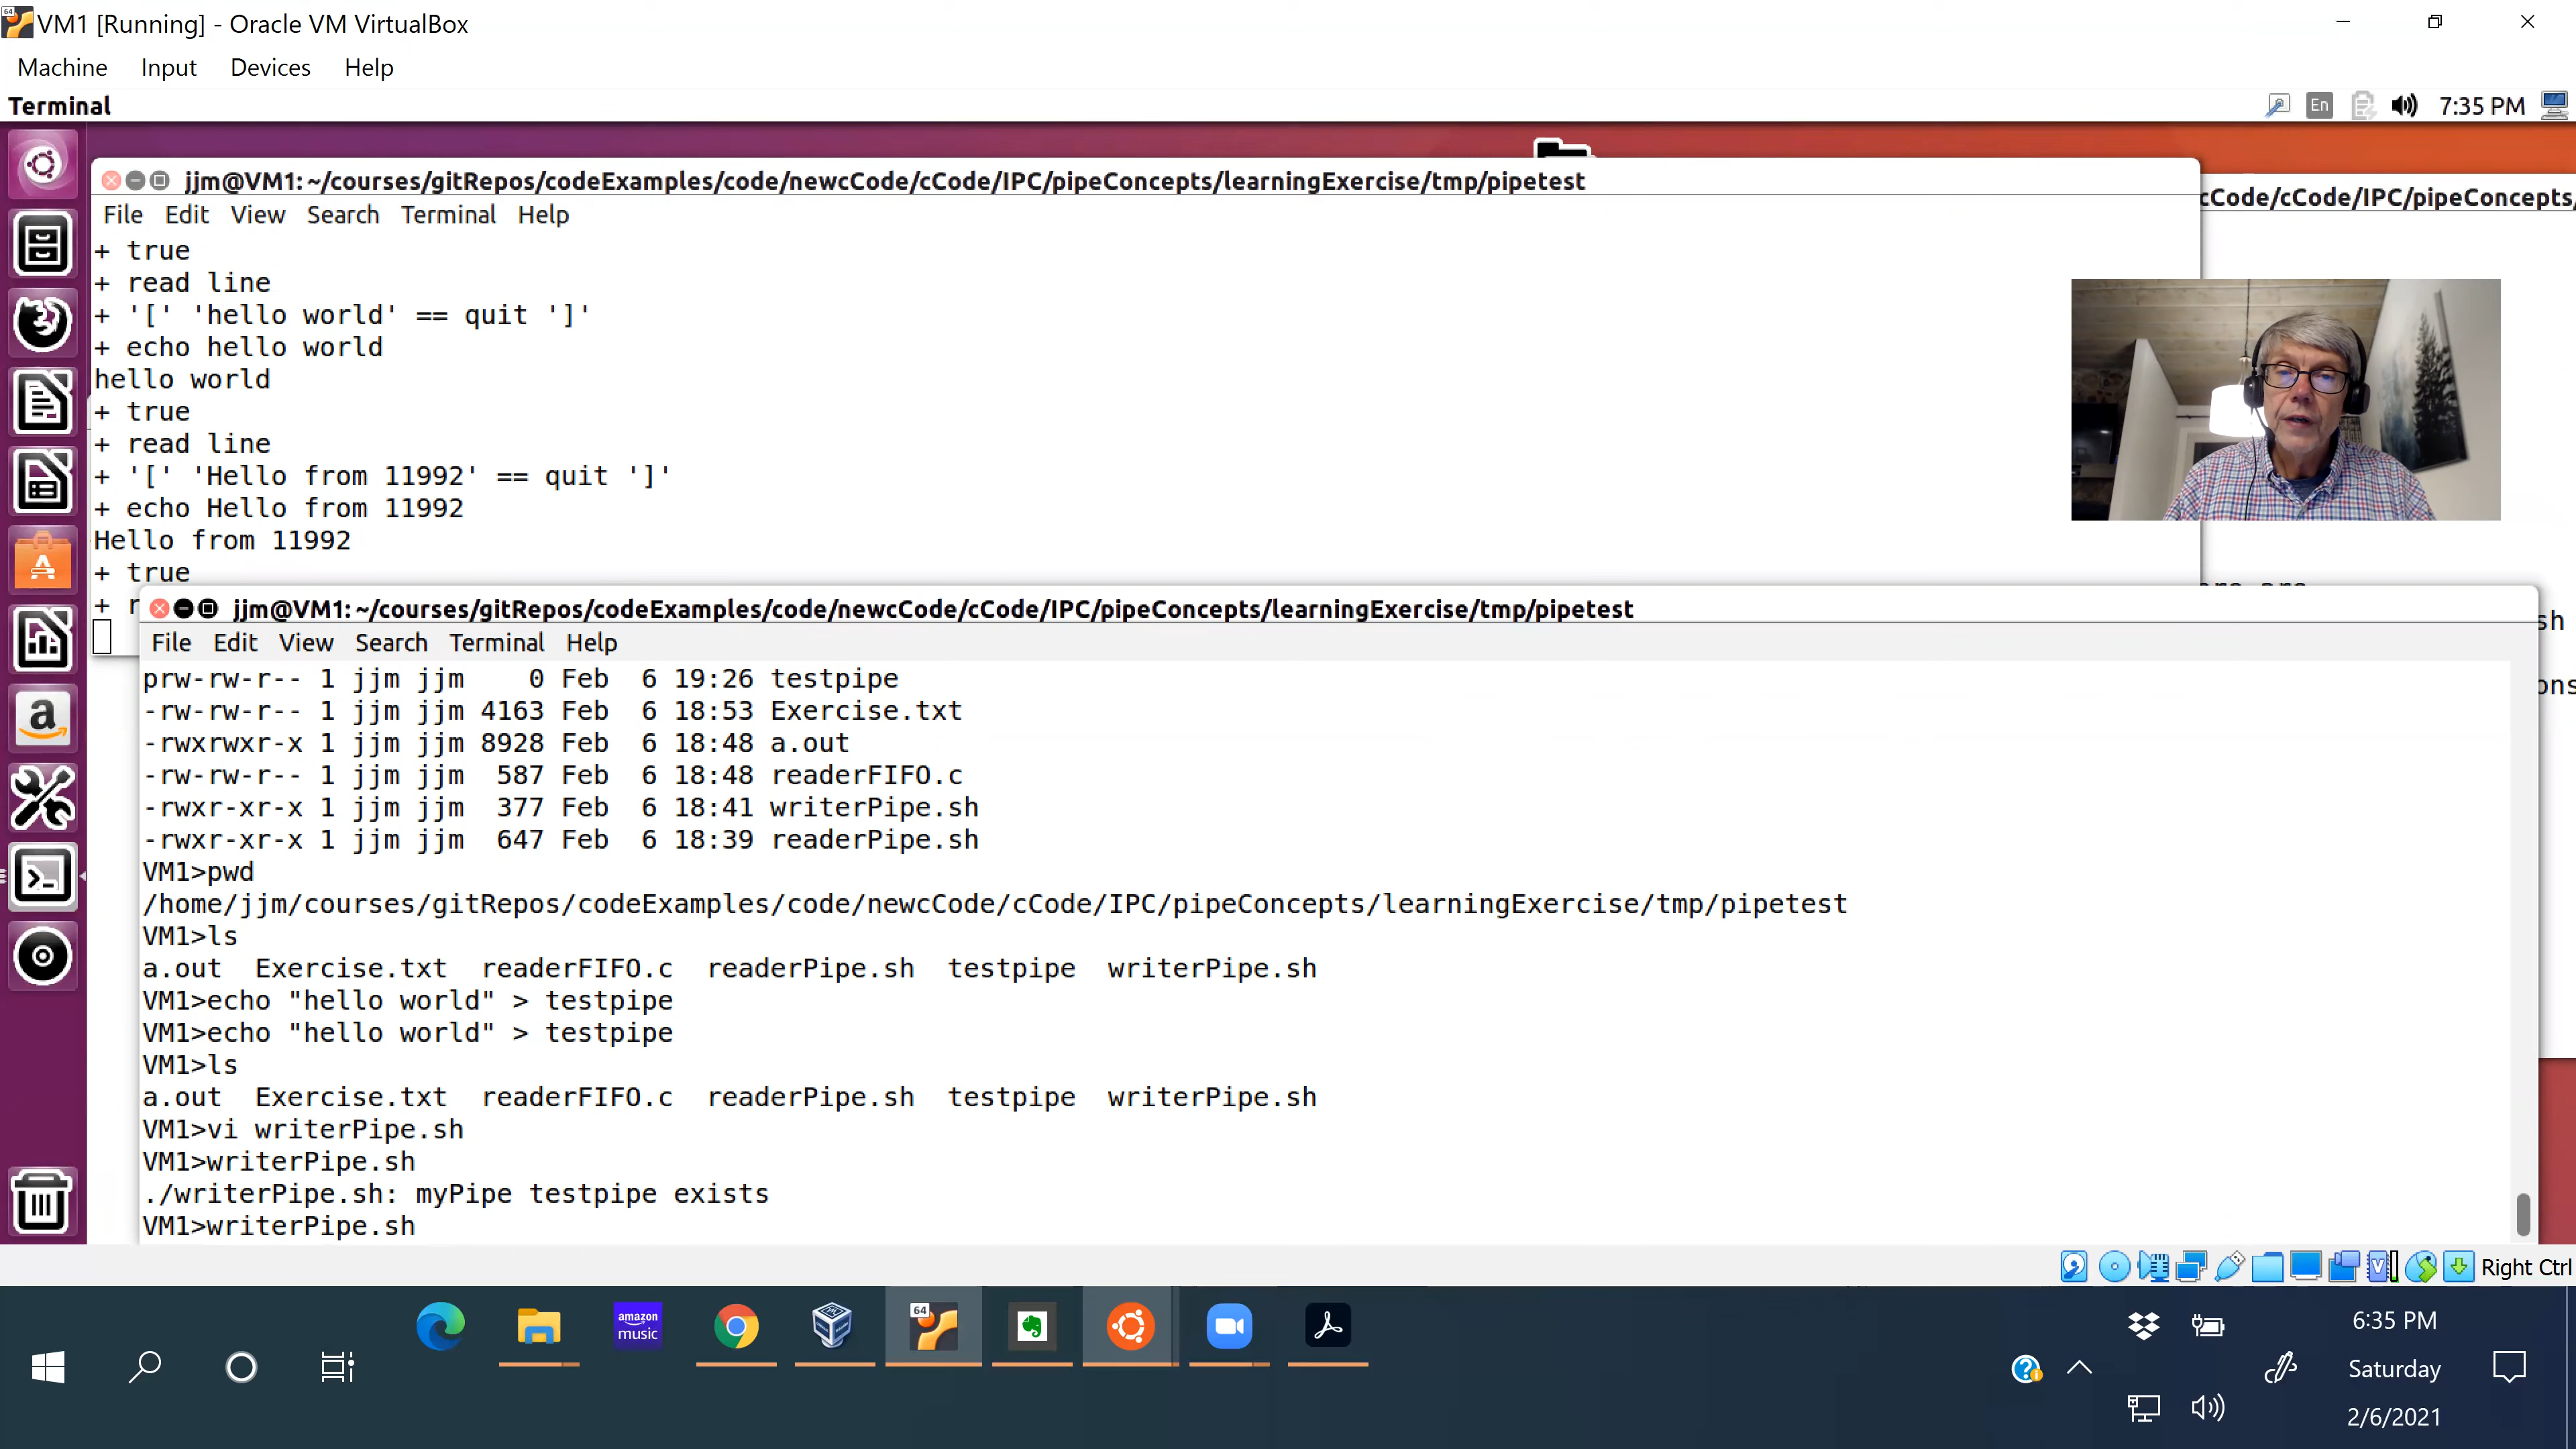 VM1 [Running] - Oracle VM VirtualBox
Machine Input Devices Help
Terminal
En 7:35 PM
jjm@VM1: ~/courses/gitRepos/codeExamples/code/newcCode/cCode/IPC/pipeConcepts/learningExercise/tmp/pipetest
cCode/cCode/IPC/pipeConcepts/
File Edit View Search Terminal Help
+ true
+ read line
+ '[' 'hello world' == quit ']'
+ echo hello world
hello world
+ true
+ read line
+ '[' 'Hello from 11992' == quit ']'
+ echo Hello from 11992
Hello from 11992
+ true
+ r
jjm@VM1: ~/courses/gitRepos/codeExamples/code/newcCode/cCode/IPC/pipeConcepts/learningExercise/tmp/pipetest
sh
File Edit View Search Terminal Help
ons
prw-rw-r-- 1 jjm jjm    0 Feb  6 19:26 testpipe
-rw-rw-r-- 1 jjm jjm 4163 Feb  6 18:53 Exercise.txt
-rwxrwxr-x 1 jjm jjm 8928 Feb  6 18:48 a.out
-rw-rw-r-- 1 jjm jjm  587 Feb  6 18:48 readerFIFO.c
-rwxr-xr-x 1 jjm jjm  377 Feb  6 18:41 writerPipe.sh
-rwxr-xr-x 1 jjm jjm  647 Feb  6 18:39 readerPipe.sh
VM1>pwd
/home/jjm/courses/gitRepos/codeExamples/code/newcCode/cCode/IPC/pipeConcepts/learningExercise/tmp/pipetest
VM1>ls
a.out  Exercise.txt  readerFIFO.c  readerPipe.sh  testpipe  writerPipe.sh
VM1>echo "hello world" > testpipe
VM1>echo "hello world" > testpipe
VM1>ls
a.out  Exercise.txt  readerFIFO.c  readerPipe.sh  testpipe  writerPipe.sh
VM1>vi writerPipe.sh
VM1>writerPipe.sh
./writerPipe.sh: myPipe testpipe exists
VM1>writerPipe.sh
Right Ctrl
amazon music
64
6:35 PM
Saturday
2/6/2021